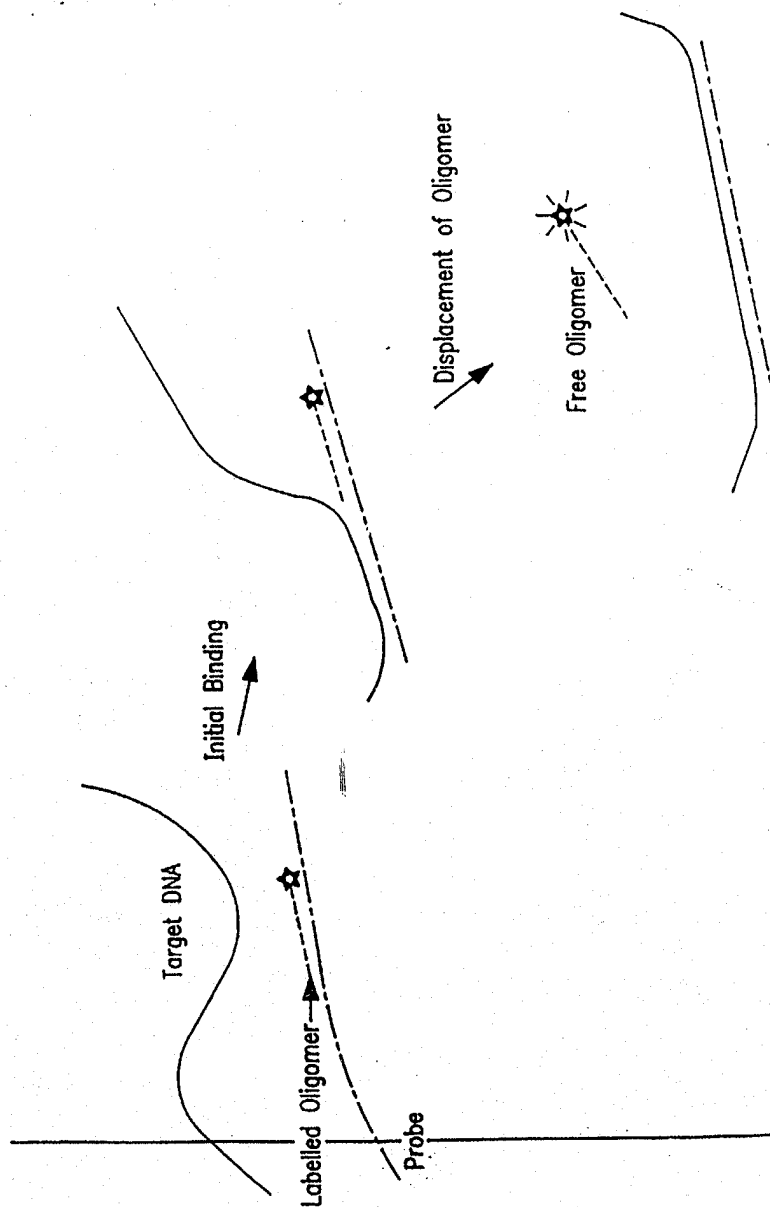 Target DNA
Labelled Oligomer
Probe
Initial Binding
Displacement of Oligomer
Free Oligomer